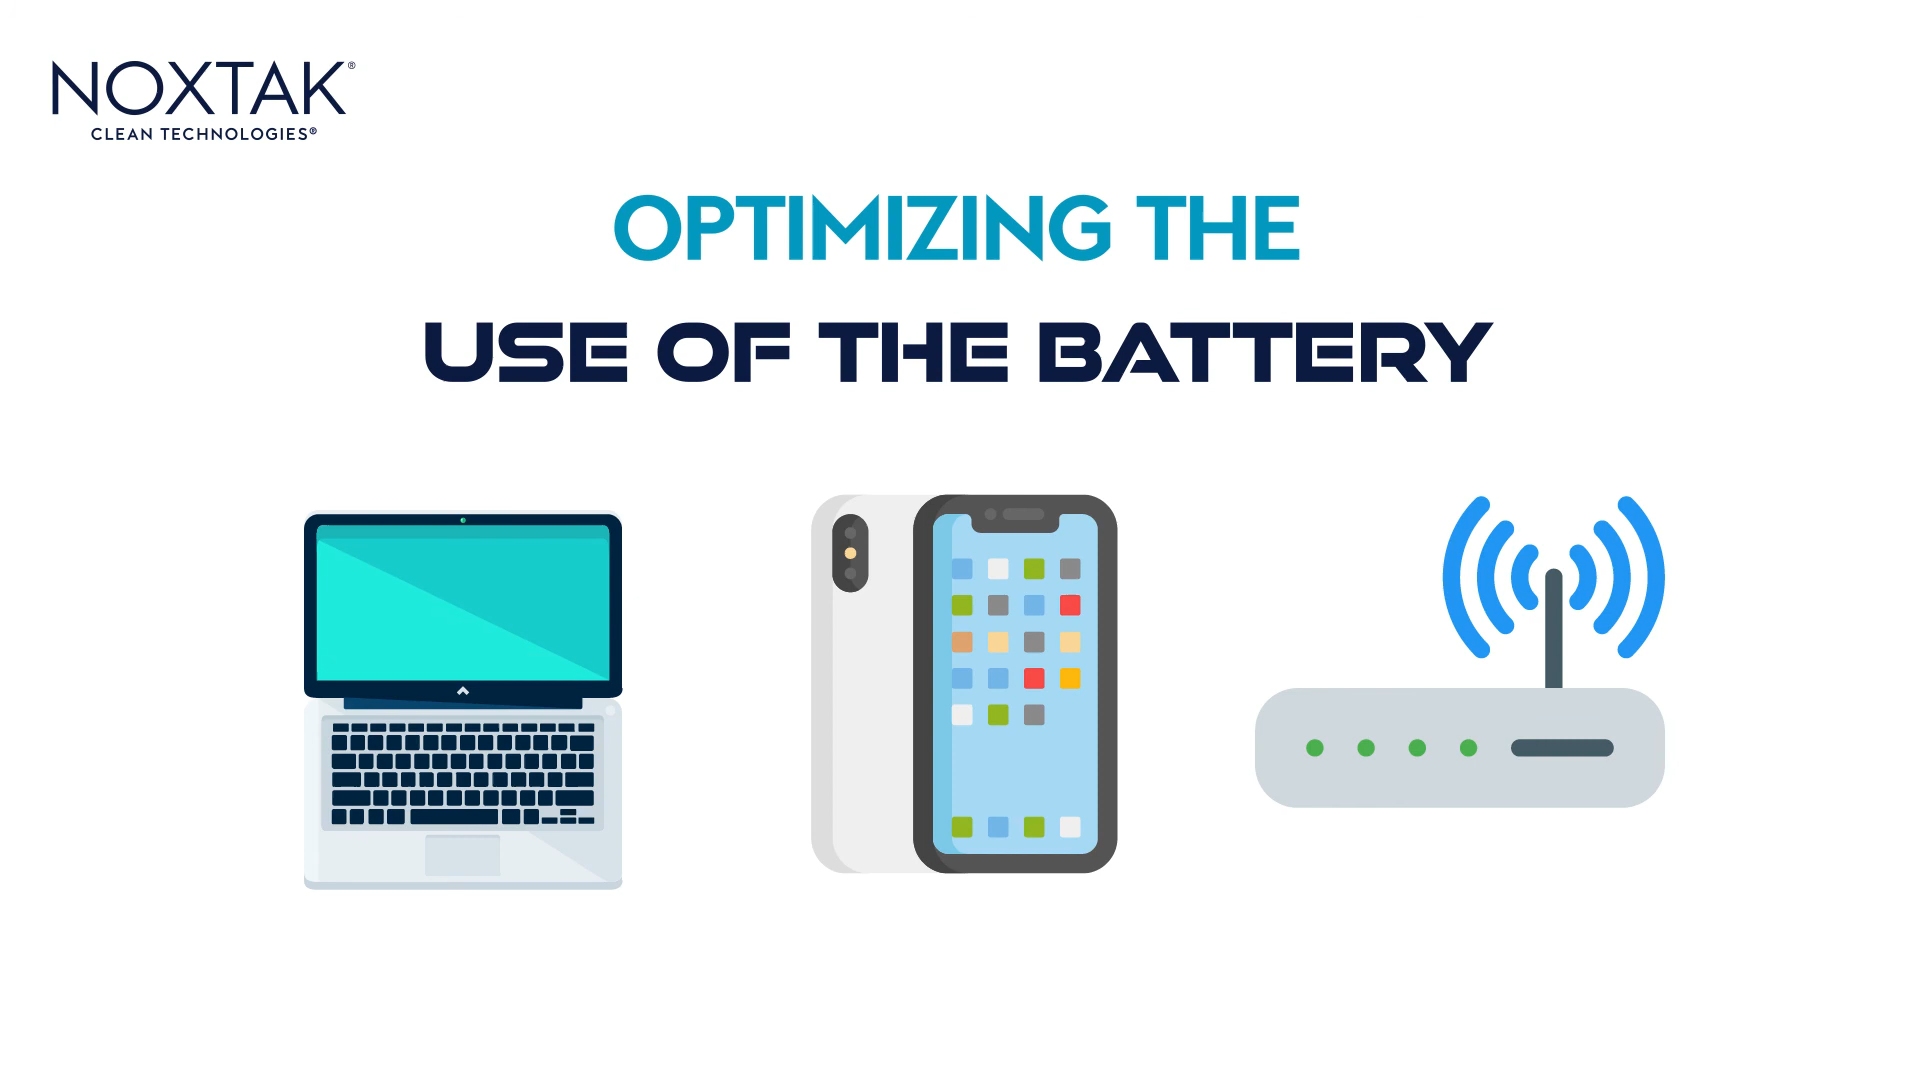 NOXTAK®
CLEAN TECHNOLOGIES®
OPTIMIZING THE
USE OF THE BATTERY